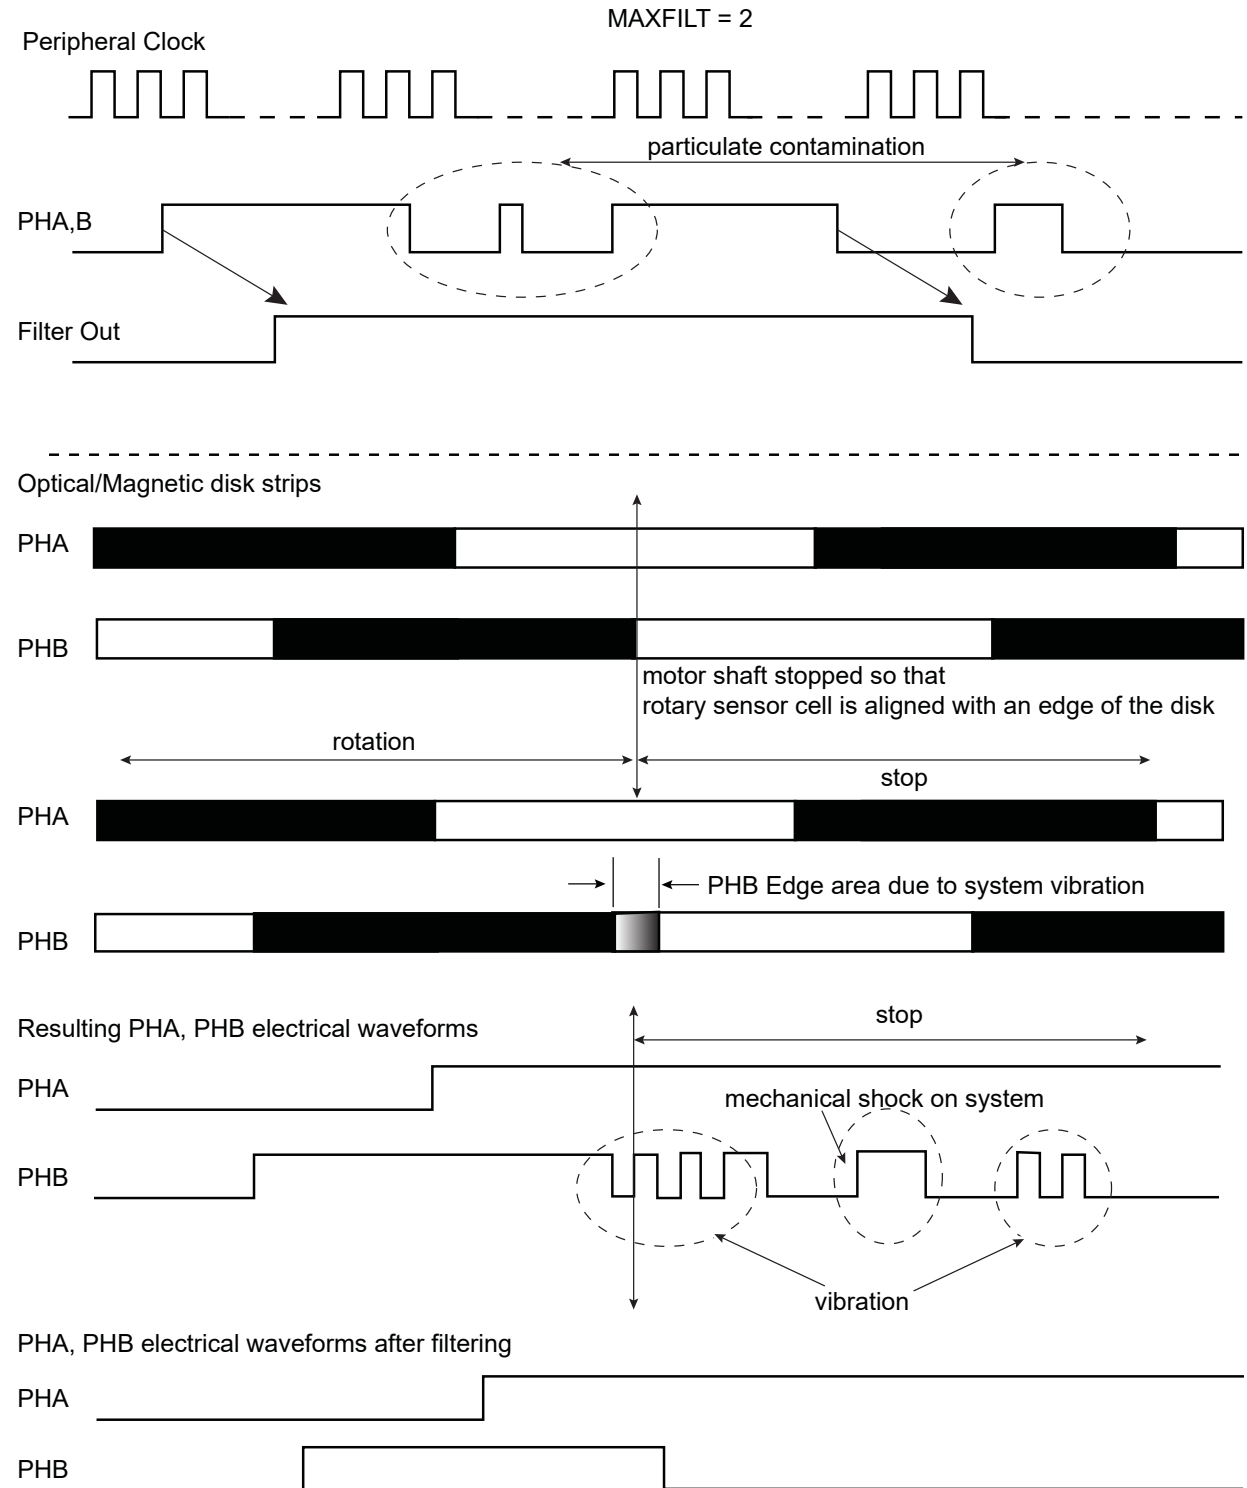 MAXFILT = 2
Peripheral Clock
particulate contamination
PHA,B
Filter Out
Optical/Magnetic disk strips
PHA
PHB
motor shaft stopped so that
rotary sensor cell is aligned with an edge of the disk
rotation
stop
PHA
PHB Edge area due to system vibration
PHB
stop
Resulting PHA, PHB electrical waveforms
PHA
mechanical shock on system
PHB
vibration
PHA, PHB electrical waveforms after filtering
PHA
PHB